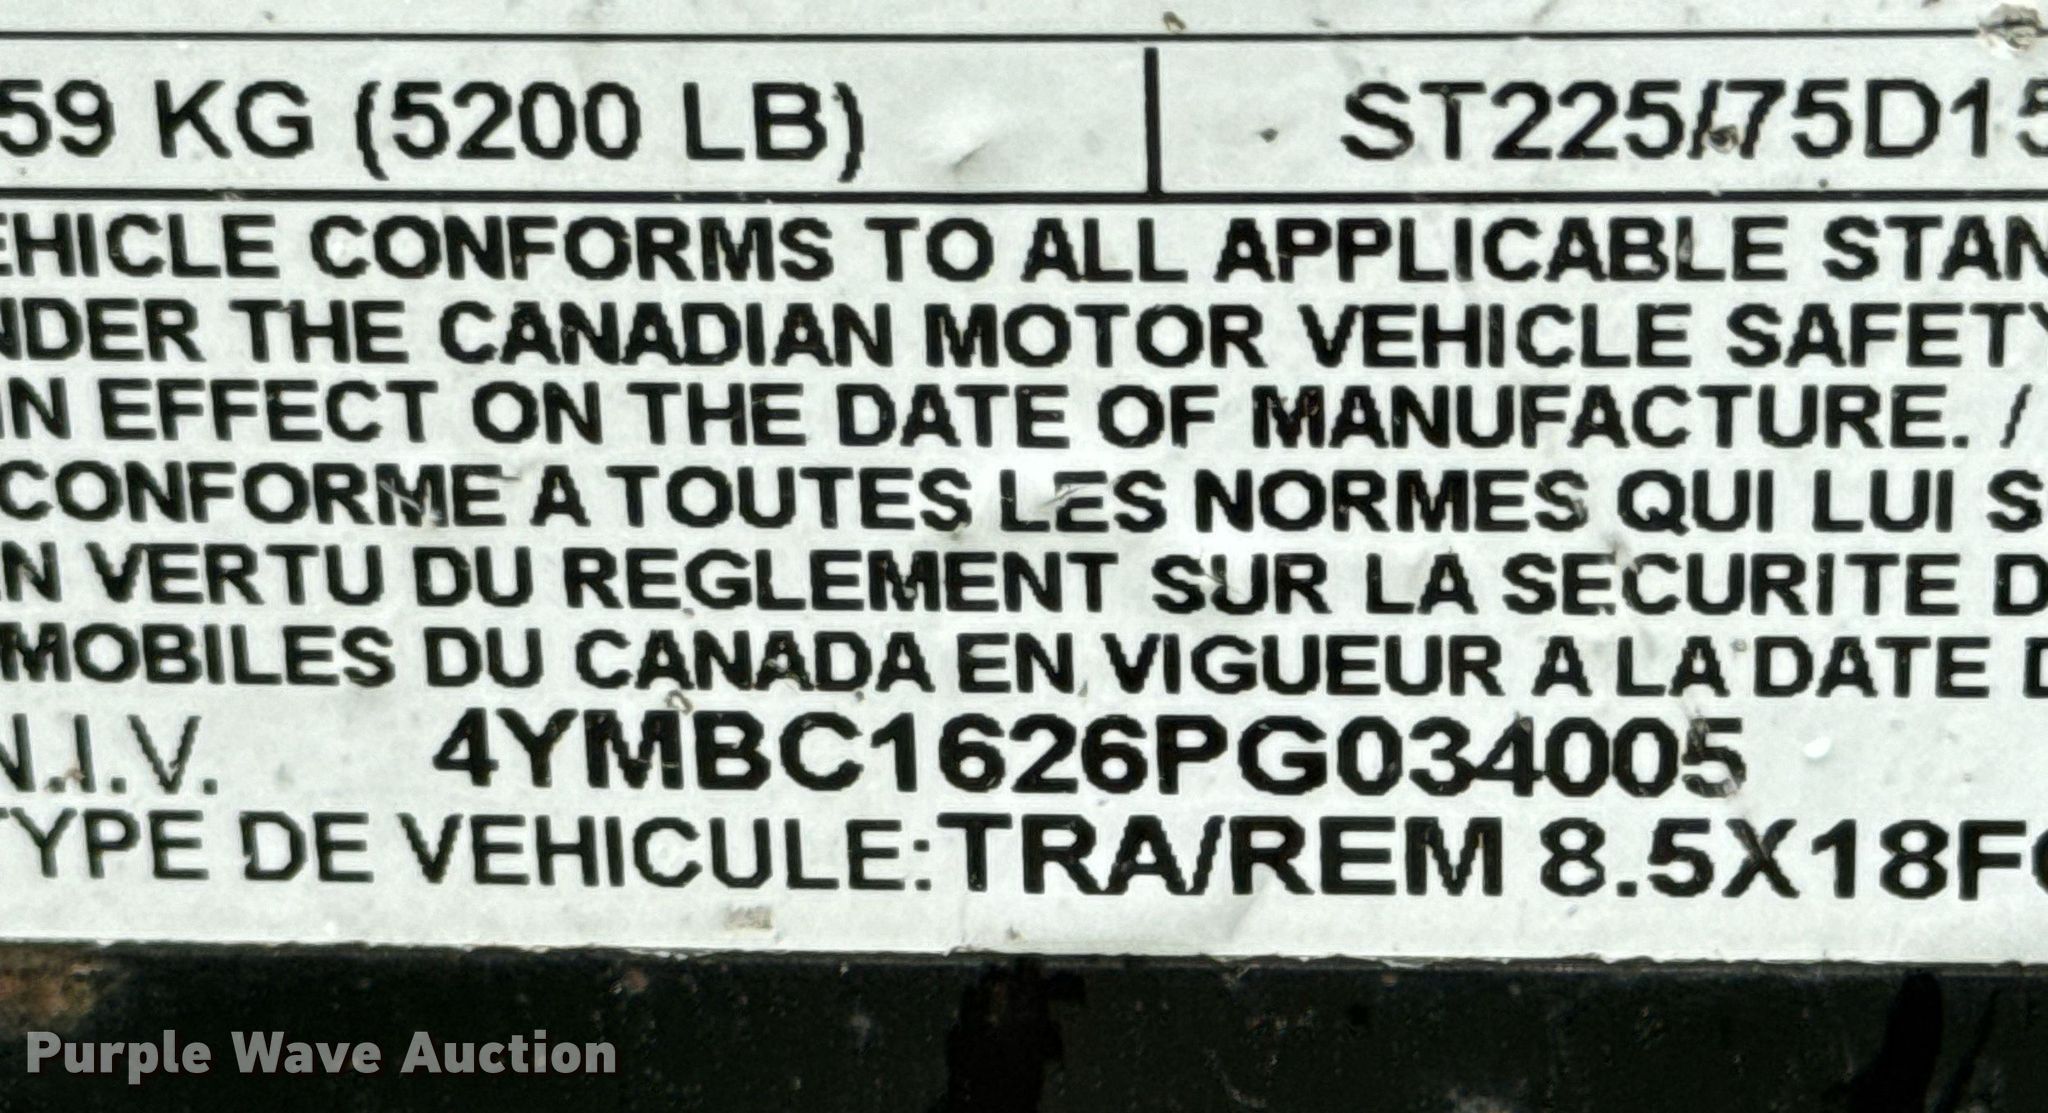 59 KG (5200 LB) ST225/75D15
EHICLE CONFORMS TO ALL APPLICABLE STAN
NDER THE CANADIAN MOTOR VEHICLE SAFETY
IN EFFECT ON THE DATE OF MANUFACTURE. /
CONFORME A TOUTES LES NORMES QUI LUI S
EN VERTU DU REGLEMENT SUR LA SECURITE D
MOBILES DU CANADA EN VIGUEUR A LA DATE D
N.I.V. 4YMBC1626PG034005
TYPE DE VEHICULE: TRA/REM 8.5X18F
Purple Wave Auction